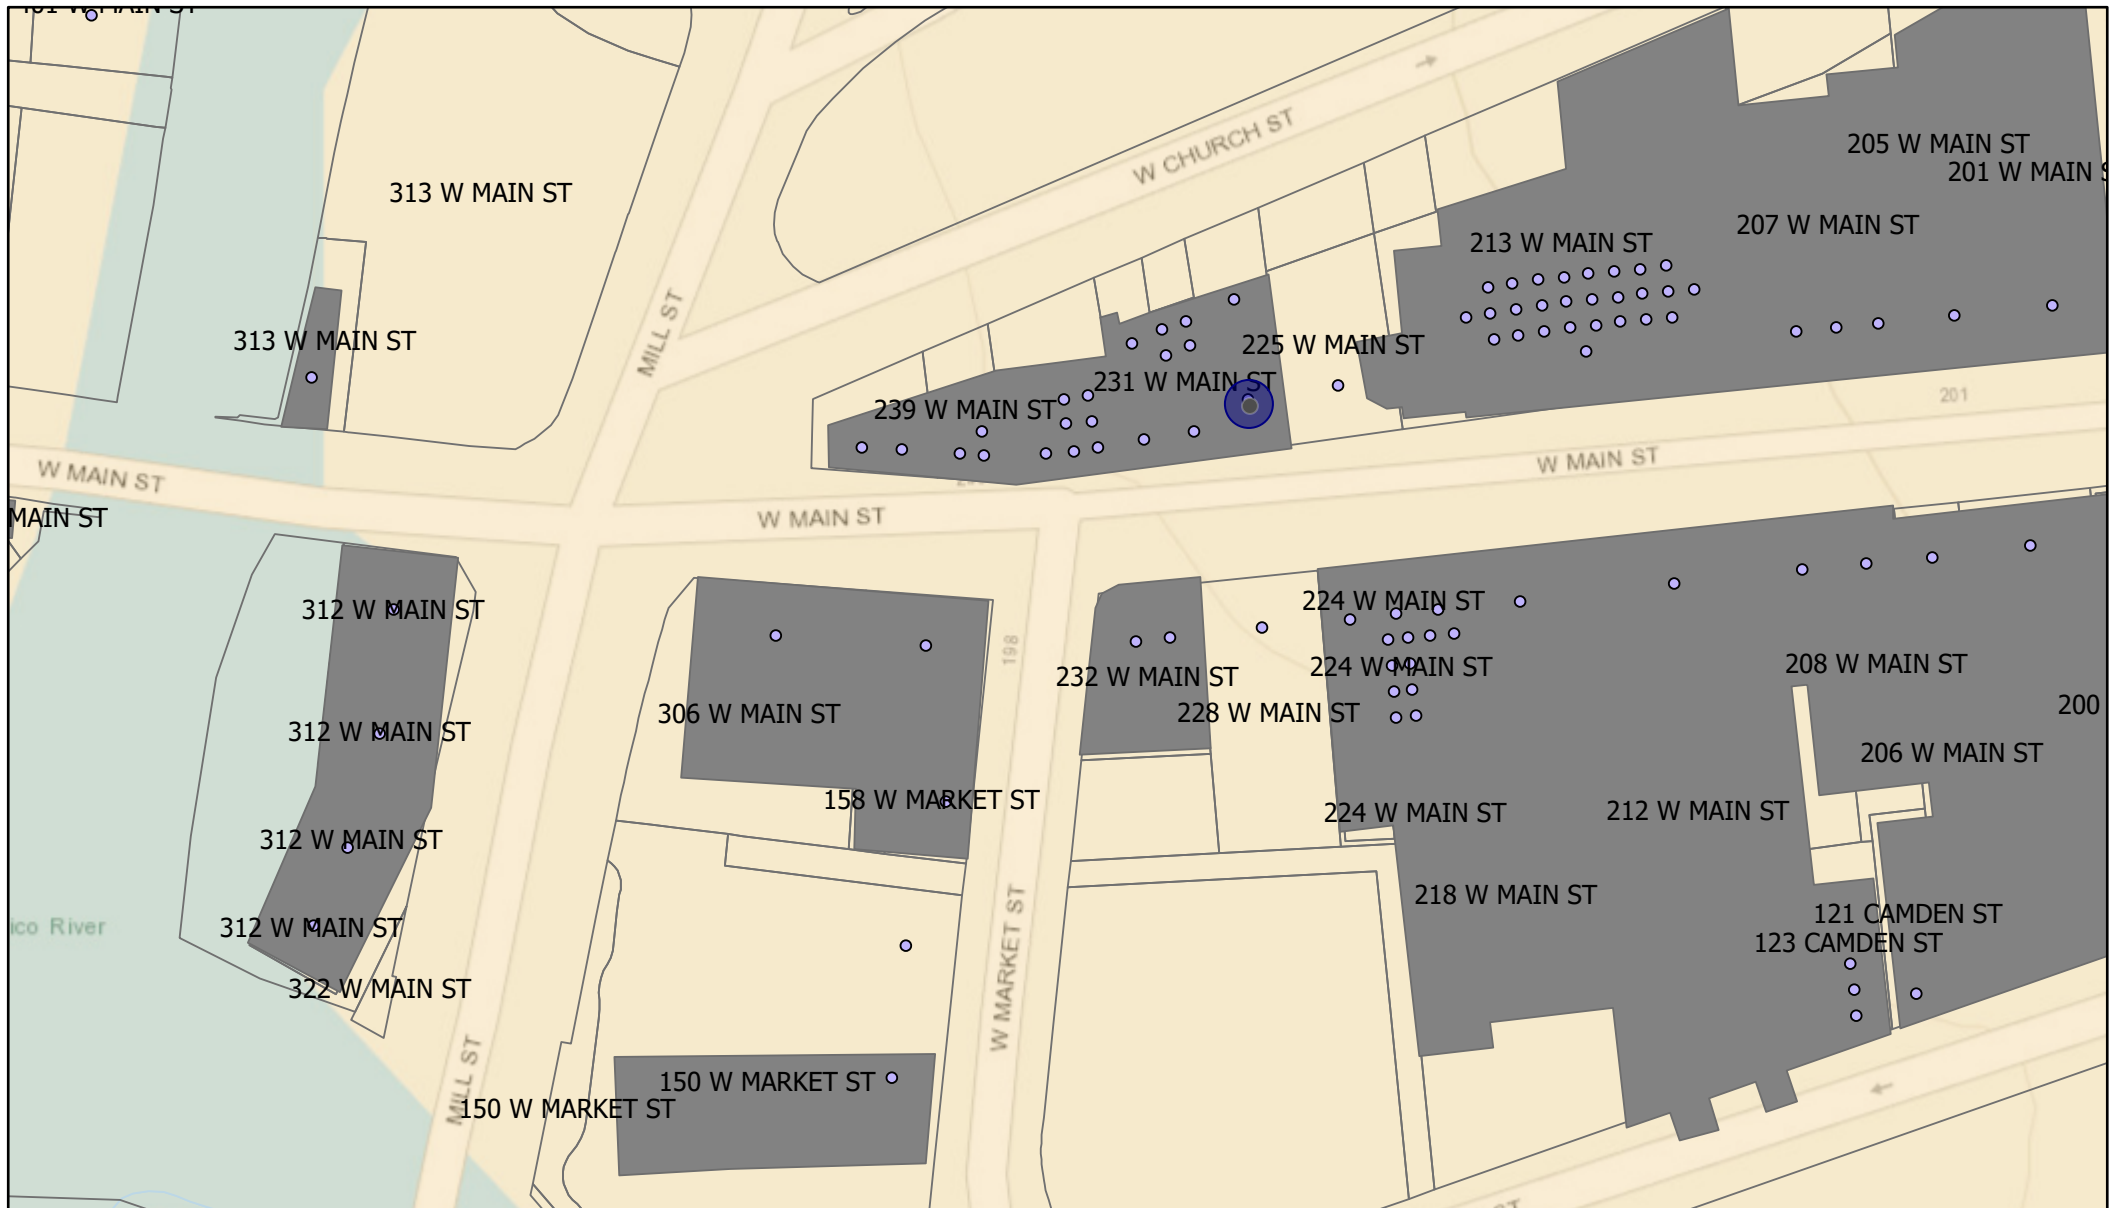 401 W MAIN ST
W CHURCH ST
205 W MAIN ST
201 W MAIN S
313 W MAIN ST
207 W MAIN ST
213 W MAIN ST
MILL ST
313 W MAIN ST
225 W MAIN ST
231 W MAIN ST
239 W MAIN ST
201
W MAIN ST
W MAIN ST
MAIN ST
W MAIN ST
312 W MAIN ST
224 W MAIN ST
198
224 W MAIN ST
208 W MAIN ST
232 W MAIN ST
200
306 W MAIN ST
228 W MAIN ST
312 W MAIN ST
206 W MAIN ST
158 W MARKET ST
224 W MAIN ST
212 W MAIN ST
312 W MAIN ST
218 W MAIN ST
121 CAMDEN ST
ico River
312 W MAIN ST
123 CAMDEN ST
W MARKET ST
322 W MAIN ST
MILL ST
150 W MARKET ST
150 W MARKET ST
ST